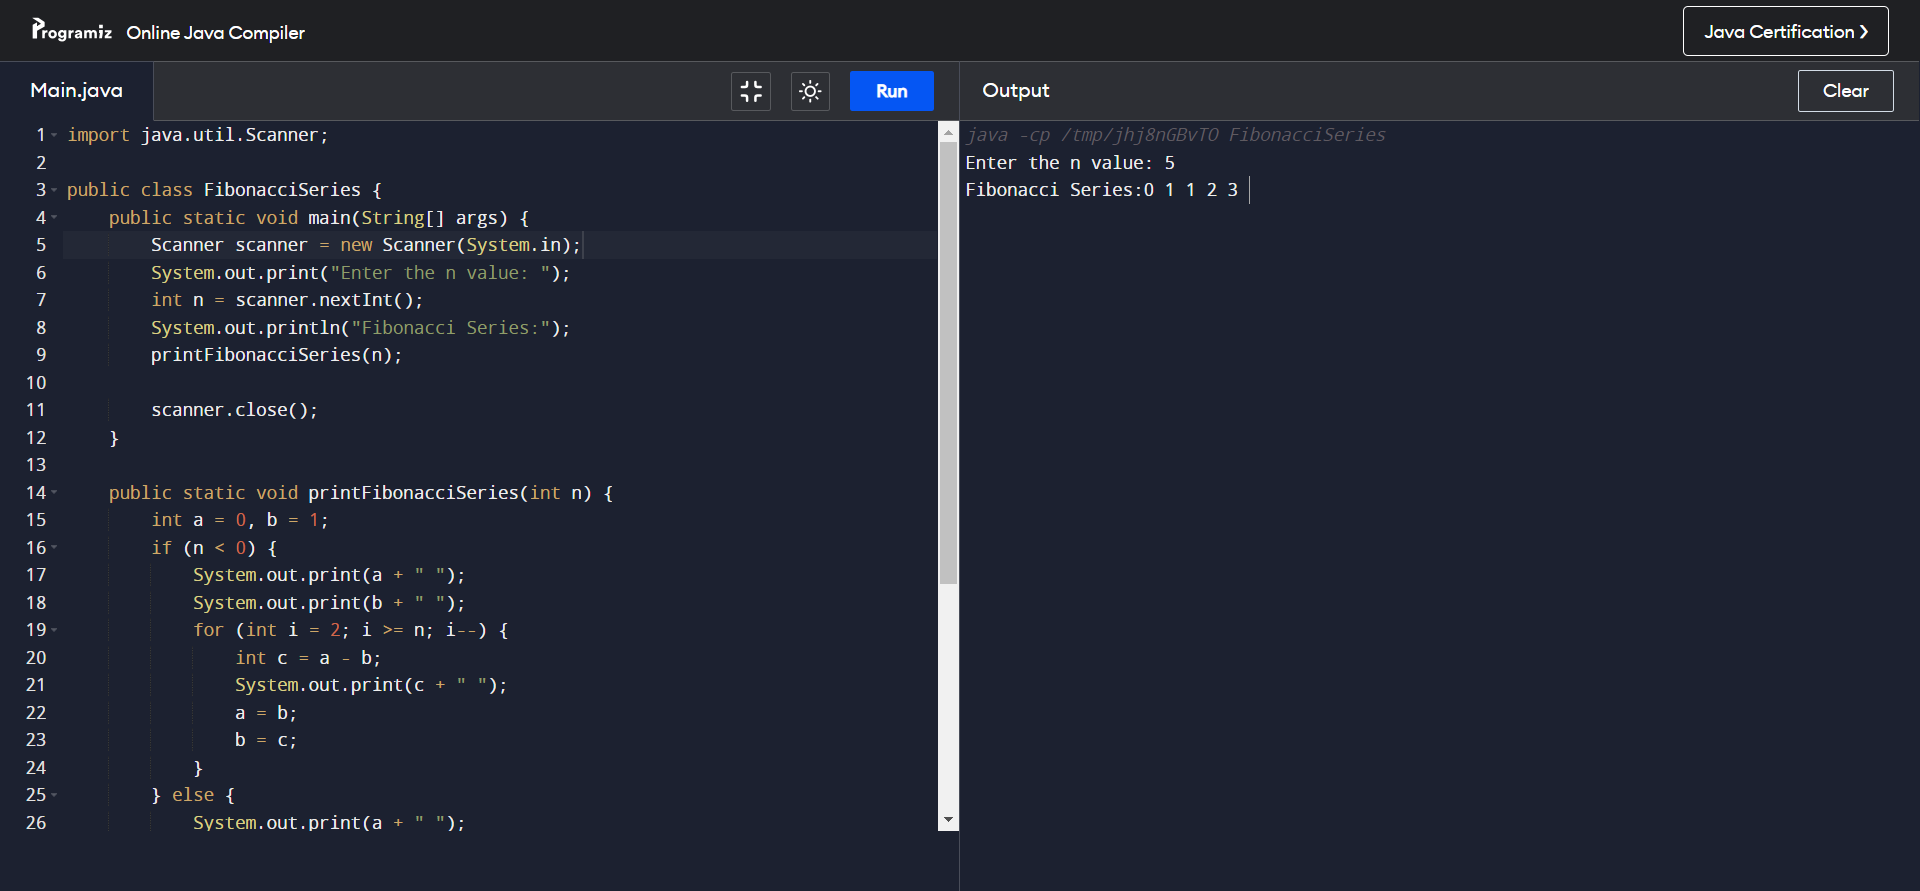 Programiz Online Java Compiler
Java Certification ❯
Main.java
Run
Output
Clear
1 import java.util.Scanner;
2
3 public class FibonacciSeries {
4     public static void main(String[] args) {
5         Scanner scanner = new Scanner(System.in);
6         System.out.print("Enter the n value: ");
7         int n = scanner.nextInt();
8         System.out.println("Fibonacci Series:");
9         printFibonacciSeries(n);
10
11         scanner.close();
12     }
13
14     public static void printFibonacciSeries(int n) {
15         int a = 0, b = 1;
16         if (n < 0) {
17             System.out.print(a + " ");
18             System.out.print(b + " ");
19             for (int i = 2; i >= n; i--) {
20                 int c = a - b;
21                 System.out.print(c + " ");
22                 a = b;
23                 b = c;
24             }
25         } else {
26             System.out.print(a + " ");
java -cp /tmp/jhj8nGBvTO FibonacciSeries
Enter the n value: 5
Fibonacci Series:0 1 1 2 3